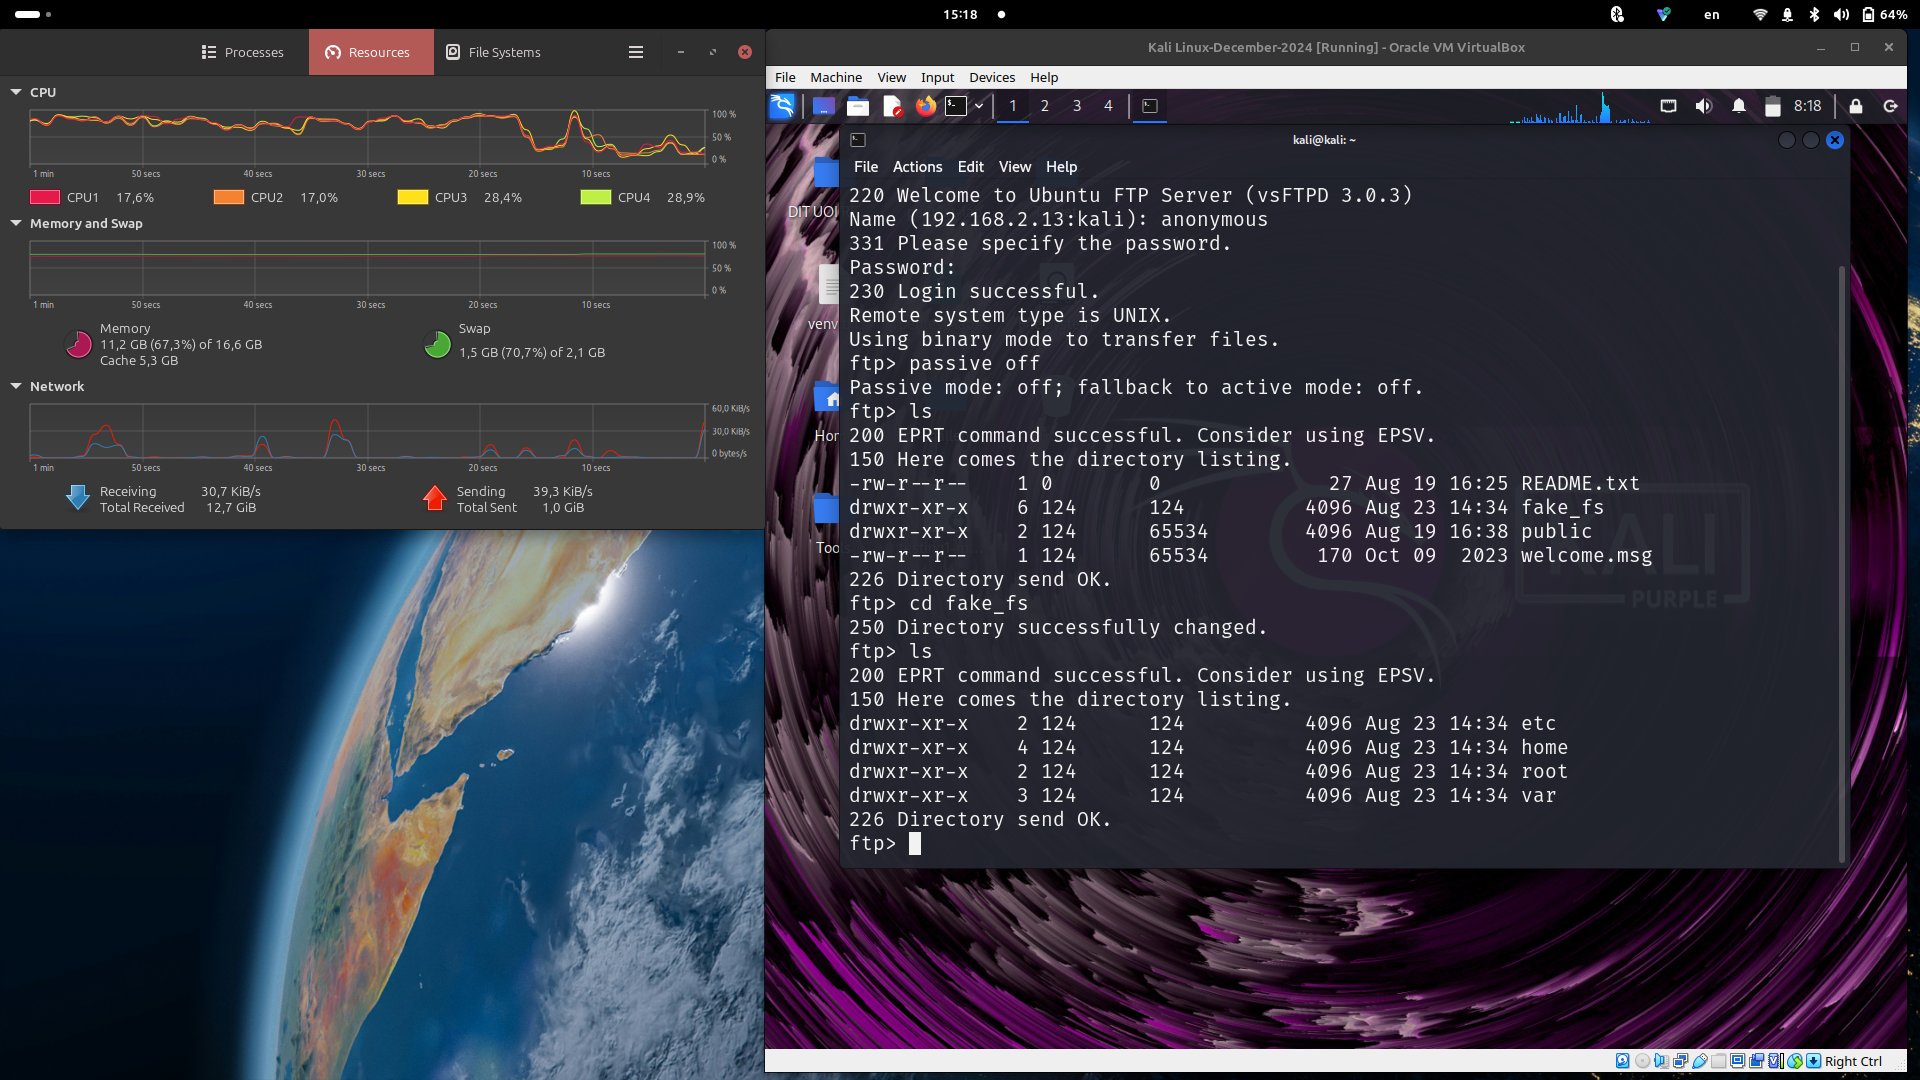 15:18
en
64%
Processes
Resources
File Systems
CPU
100 %
50 %
0 %
1 min 50 secs 40 secs 30 secs 20 secs 10 secs
CPU1 17,6%
CPU2 17,0%
CPU3 28,4%
CPU4 28,9%
Memory and Swap
100 %
50 %
0 %
1 min 50 secs 40 secs 30 secs 20 secs 10 secs
Memory
11,2 GB (67,3%) of 16,6 GB
Cache 5,3 GB
Swap
1,5 GB (70,7%) of 2,1 GB
Network
60,0 KiB/s
30,0 KiB/s
0 bytes/s
1 min 50 secs 40 secs 30 secs 20 secs 10 secs
Receiving 30,7 KiB/s
Total Received 12,7 GiB
Sending 39,3 KiB/s
Total Sent 1,0 GiB
Kali Linux-December-2024 [Running] - Oracle VM VirtualBox
File Machine View Input Devices Help
1 2 3 4
8:18
DIT UOI
venv
Hom
Tools
kali@kali: ~
File Actions Edit View Help
220 Welcome to Ubuntu FTP Server (vsFTPD 3.0.3)
Name (192.168.2.13:kali): anonymous
331 Please specify the password.
Password:
230 Login successful.
Remote system type is UNIX.
Using binary mode to transfer files.
ftp> passive off
Passive mode: off; fallback to active mode: off.
ftp> ls
200 EPRT command successful. Consider using EPSV.
150 Here comes the directory listing.
-rw-r--r-- 1 0 0 27 Aug 19 16:25 README.txt
drwxr-xr-x 6 124 124 4096 Aug 23 14:34 fake_fs
drwxr-xr-x 2 124 65534 4096 Aug 19 16:38 public
-rw-r--r-- 1 124 65534 170 Oct 09 2023 welcome.msg
226 Directory send OK.
ftp> cd fake_fs
250 Directory successfully changed.
ftp> ls
200 EPRT command successful. Consider using EPSV.
150 Here comes the directory listing.
drwxr-xr-x 2 124 124 4096 Aug 23 14:34 etc
drwxr-xr-x 4 124 124 4096 Aug 23 14:34 home
drwxr-xr-x 2 124 124 4096 Aug 23 14:34 root
drwxr-xr-x 3 124 124 4096 Aug 23 14:34 var
226 Directory send OK.
ftp>
KALI
PURPLE
Right Ctrl